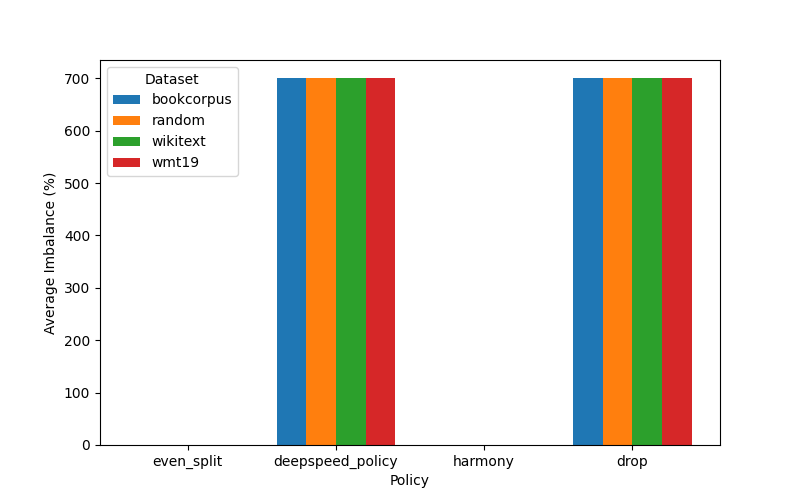 Dataset
bookcorpus
random
wikitext
wmt19
700
600
500
400
300
200
100
0
Average Imbalance (%)
even_split deepspeed_policy harmony drop
Policy